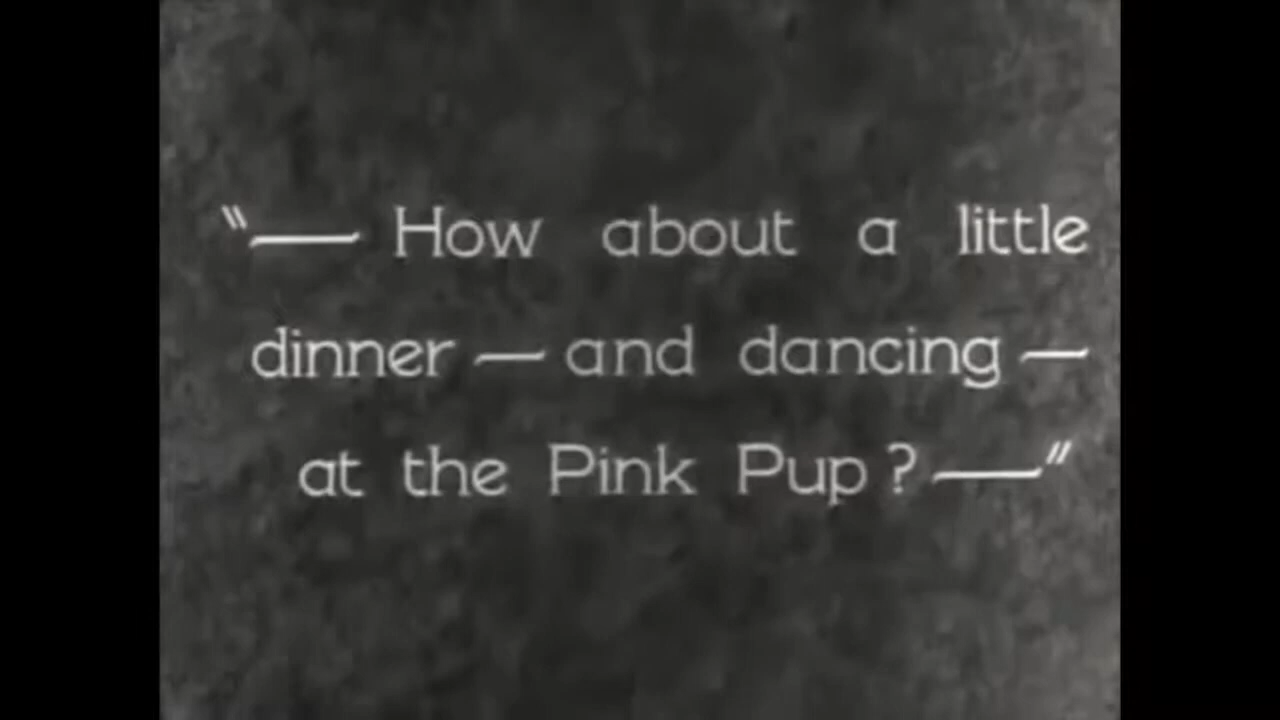 "— How about a little
dinner — and dancing —
at the Pink Pup? —"